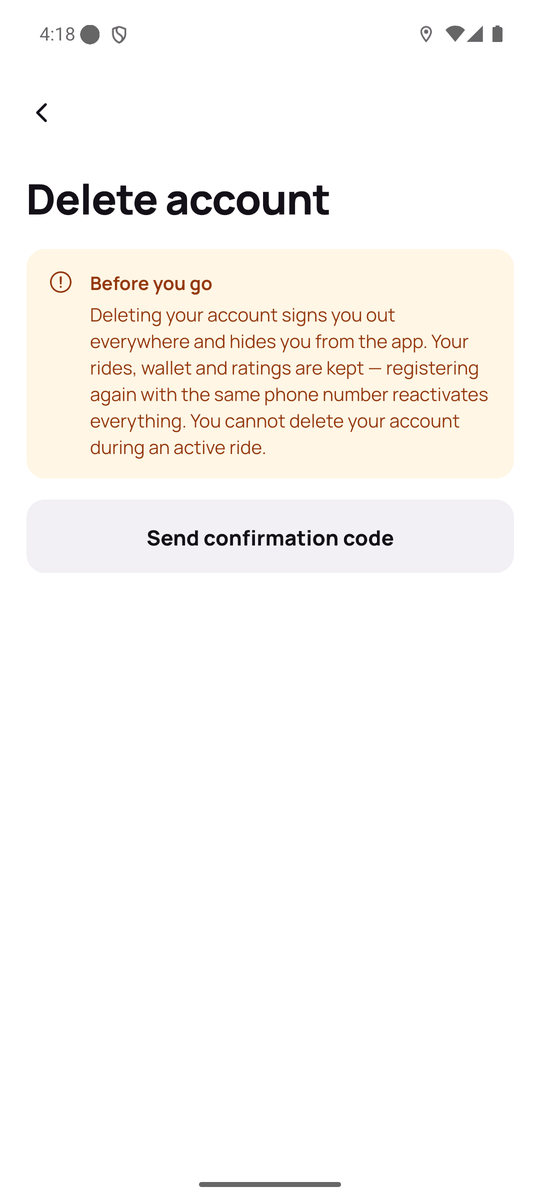 4:18
Delete account
Before you go
Deleting your account signs you out
everywhere and hides you from the app. Your
rides, wallet and ratings are kept — registering
again with the same phone number reactivates
everything. You cannot delete your account
during an active ride.
Send confirmation code